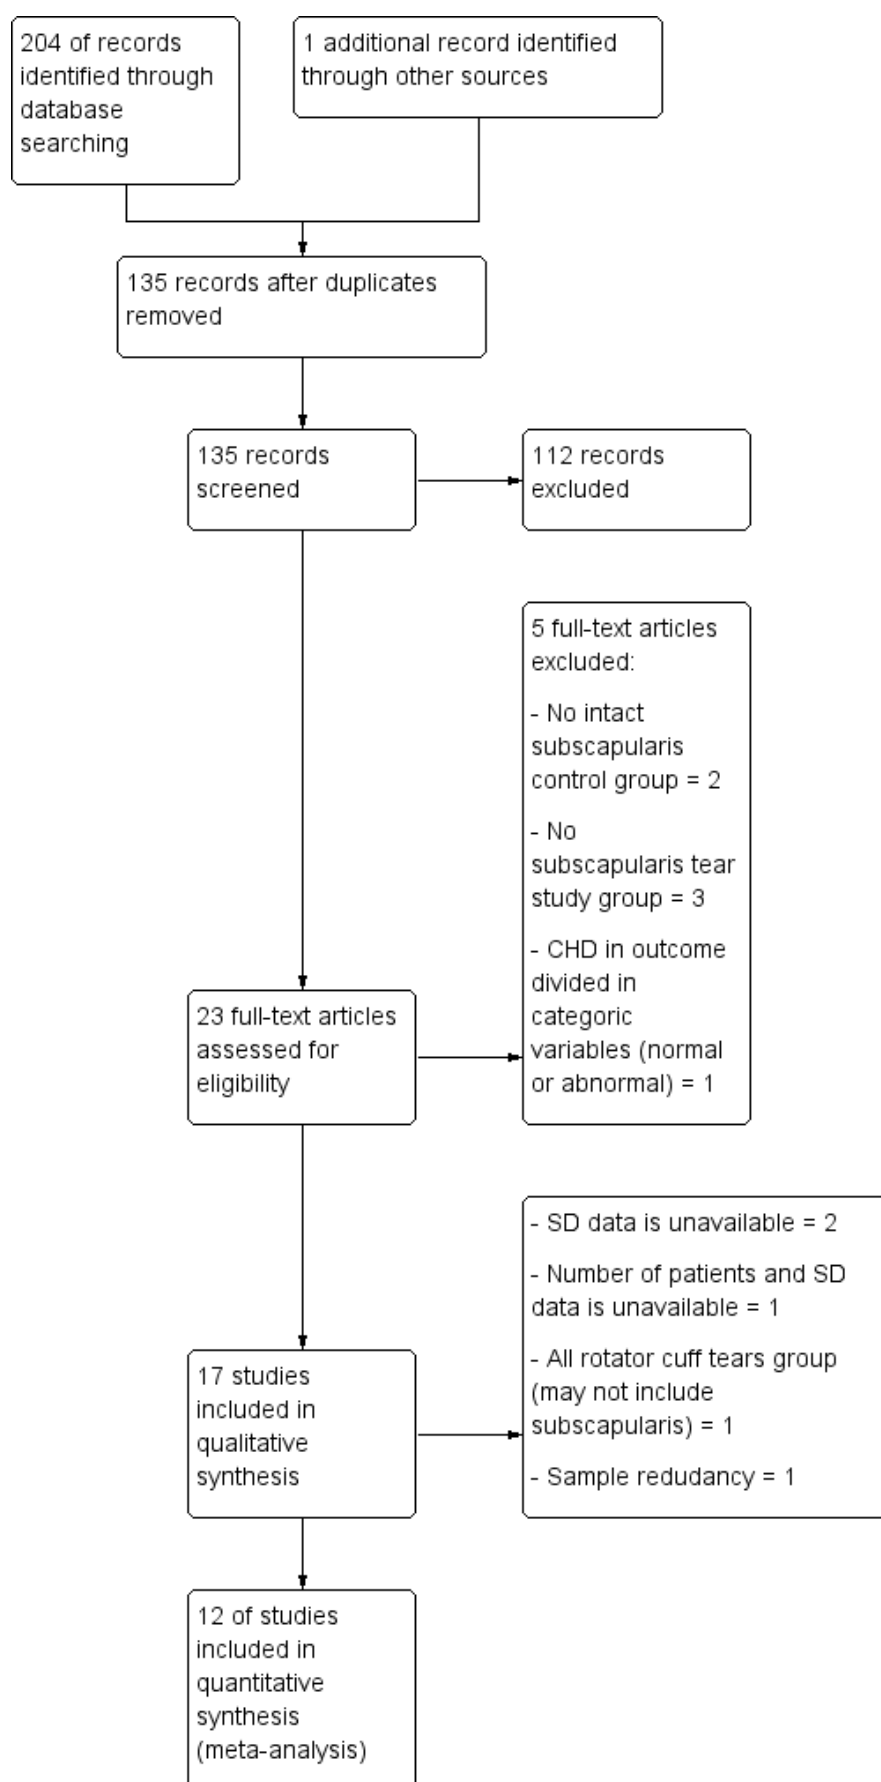 204 of records
identified through
database
searching
1 additional record identified
through other sources
135 records after duplicates
removed
135 records
screened
112 records
excluded
5 full-text articles
excluded:
- No intact
subscapularis
control group = 2
- No
subscapularis tear
study group = 3
- CHD in outcome
divided in
categoric
variables (normal
or abnormal) = 1
23 full-text articles
assessed for
eligibility
- SD data is unavailable = 2
- Number of patients and SD
data is unavailable = 1
- All rotator cuff tears group
(may not include
subscapularis) = 1
- Sample redudancy = 1
17 studies
included in
qualitative
synthesis
12 of studies
included in
quantitative
synthesis
(meta-analysis)